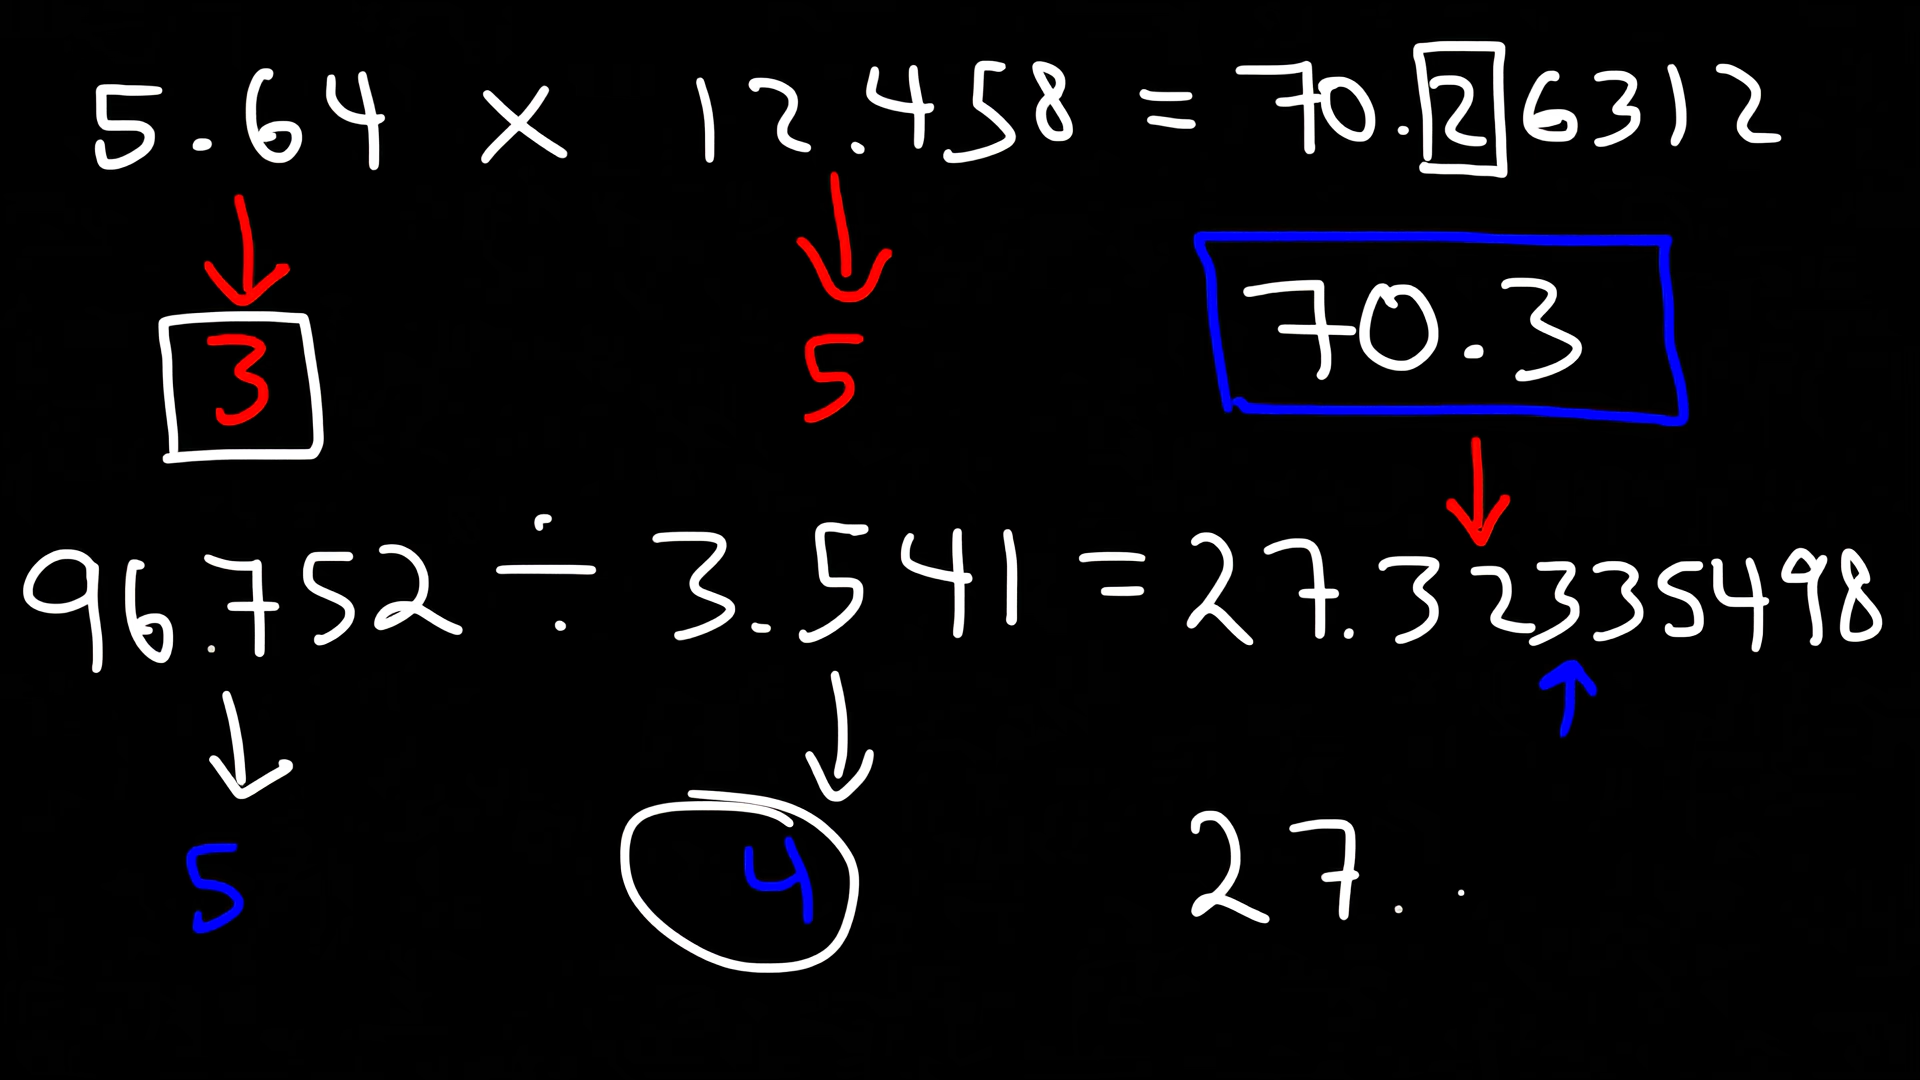 5.64 × 12.458 = 70.26312
3 5 70.3
96.752 ÷ 3.541 = 27.32335498
5 4 27.